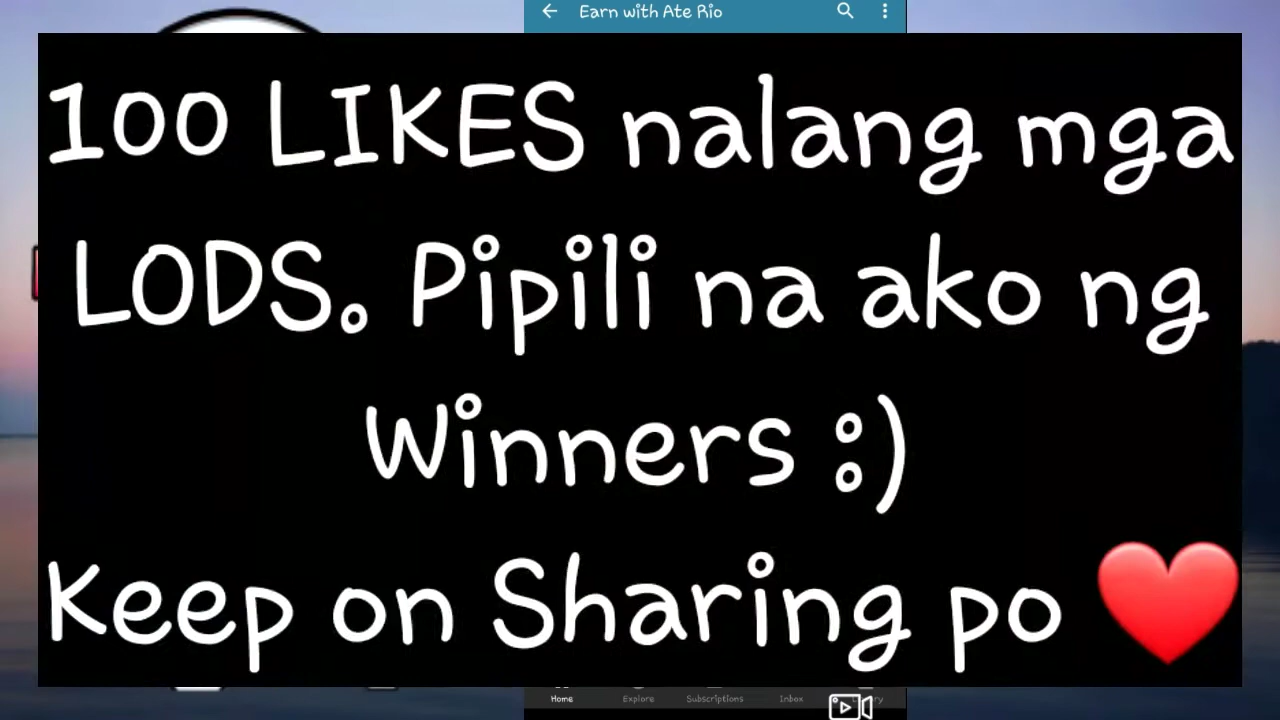 Earn with Ate Rio
100 LIKES nalang mga
LODS. Pipili na ako ng
Winners :)
Keep on Sharing po ❤️
Home Explore Subscriptions Inbox